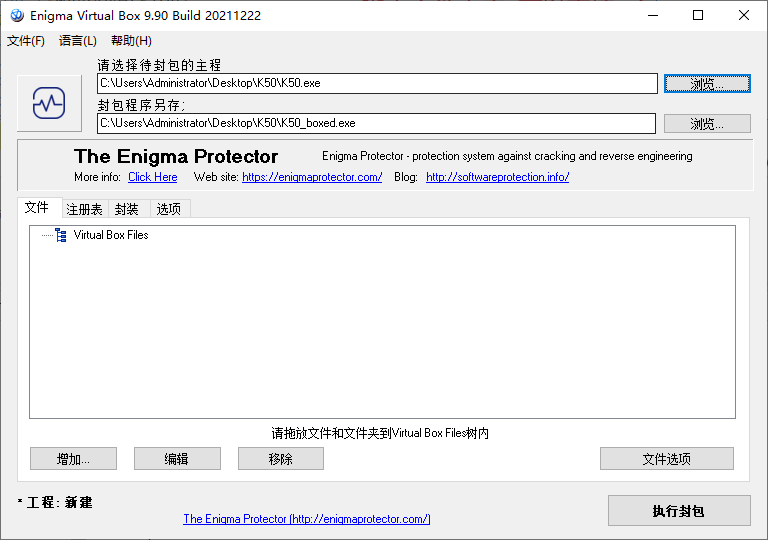 Enigma Virtual Box 9.90 Build 20211222
文件(F) 语言(L) 帮助(H)
请选择待封包的主程
C:\Users\Administrator\Desktop\K50\K50.exe 浏览...
封包程序另存:
C:\Users\Administrator\Desktop\K50\K50_boxed.exe 浏览...
The Enigma Protector Enigma Protector - protection system against cracking and reverse engineering
More info: Click Here Web site: https://enigmaprotector.com/ Blog: http://softwareprotection.info/
文件 注册表 封装 选项
Virtual Box Files
请拖放文件和文件夹到Virtual Box Files树内
增加... 编辑 移除 文件选项
* 工程: 新建
The Enigma Protector (http://enigmaprotector.com/) 执行封包